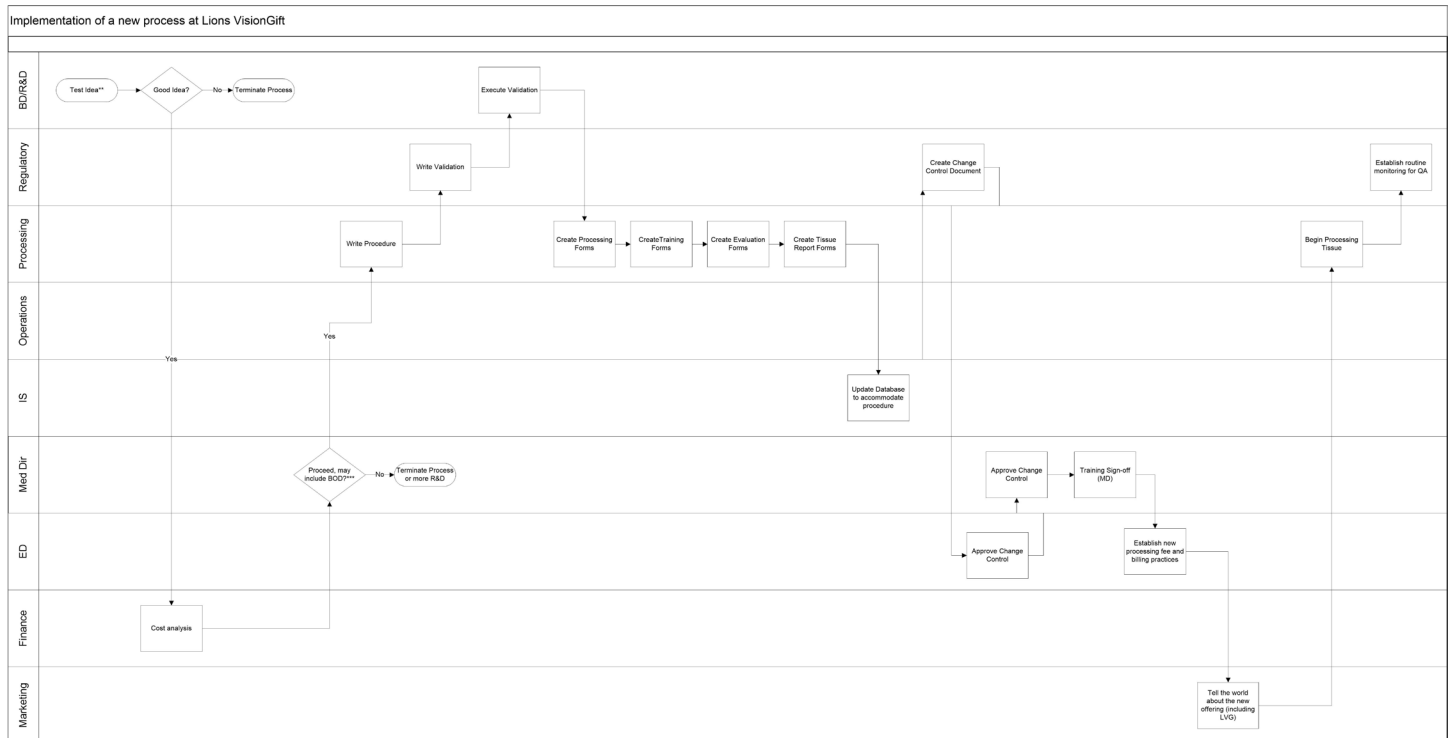 Implementation of a new process at Lions VisionGift
BD/R&D
Test Idea**
Good Idea?
No
Terminate Process
Execute Validation
Regulatory
Write Validation
Create Change
Control Document
Establish routine
monitoring for QA
Processing
Write Procedure
Create Processing
Forms
CreateTraining
Forms
Create Evaluation
Forms
Create Tissue
Report Forms
Begin Processing
Tissue
Operations
Yes
Yes
IS
Update Database
to accommodate
procedure
Med Dir
Proceed, may
include BOD?***
No
Terminate Process
or more R&D
Approve Change
Control
Training Sign-off
(MD)
ED
Approve Change
Control
Establish new
processing fee and
billing practices
Finance
Cost analysis
Marketing
Tell the world
about the new
offering (including
LVG)